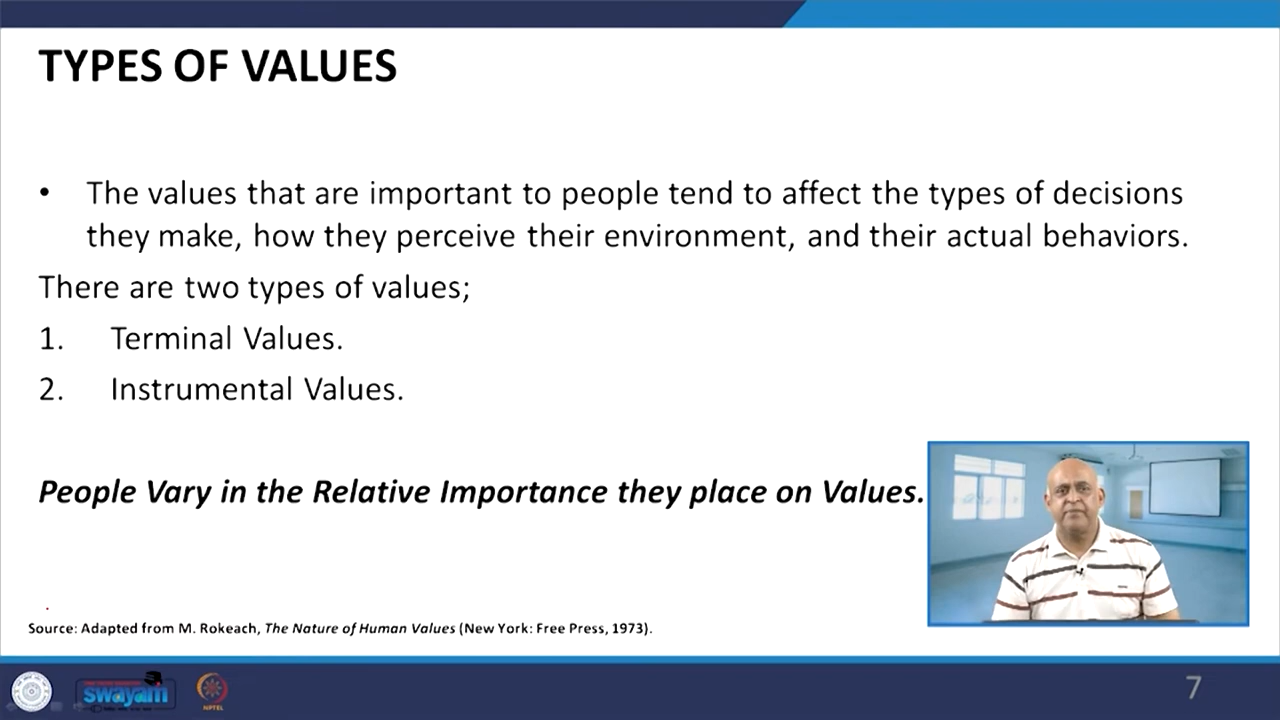 TYPES OF VALUES
• The values that are important to people tend to affect the types of decisions
they make, how they perceive their environment, and their actual behaviors.
There are two types of values;
1. Terminal Values.
2. Instrumental Values.
People Vary in the Relative Importance they place on Values.
Source: Adapted from M. Rokeach, The Nature of Human Values (New York: Free Press, 1973).
swayam
NPTEL
7